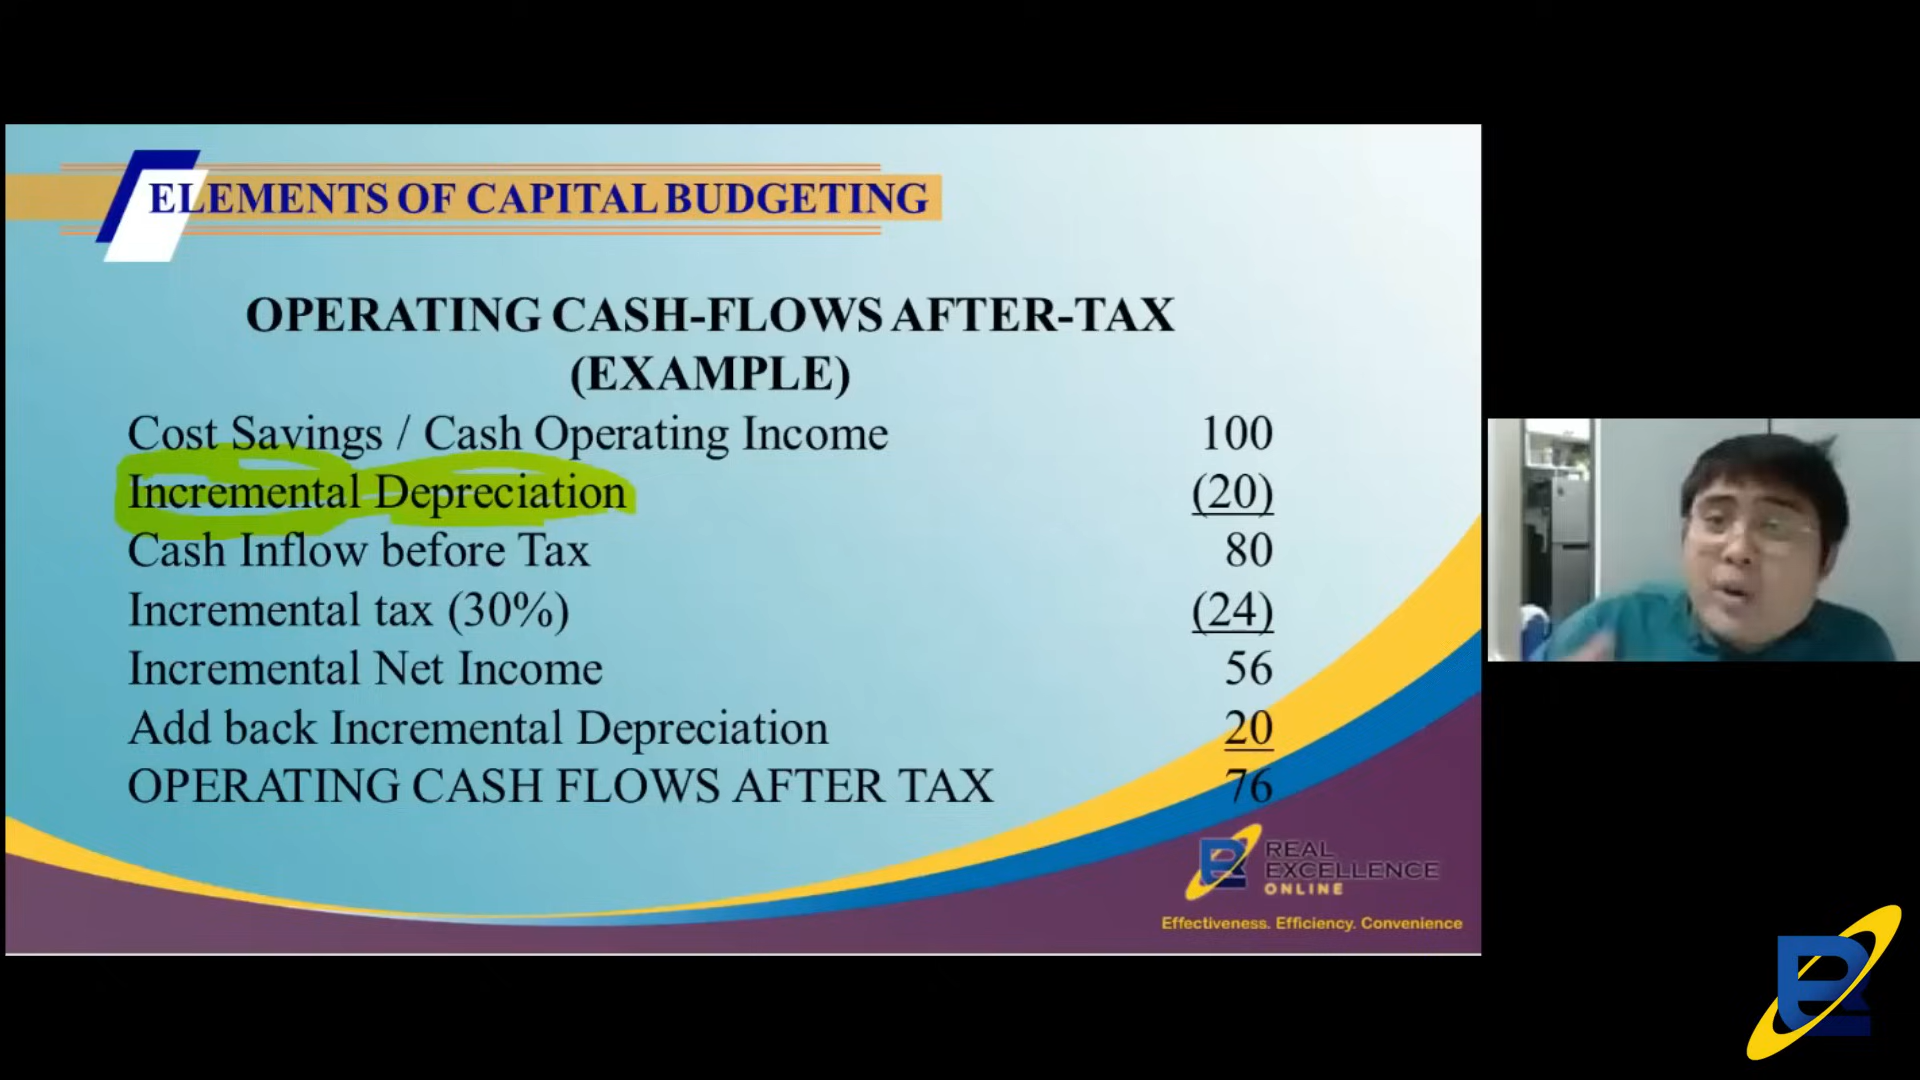 ELEMENTS OF CAPITAL BUDGETING
OPERATING CASH-FLOWS AFTER-TAX
(EXAMPLE)
Cost Savings / Cash Operating Income 100
Incremental Depreciation (20)
Cash Inflow before Tax 80
Incremental tax (30%) (24)
Incremental Net Income 56
Add back Incremental Depreciation 20
OPERATING CASH FLOWS AFTER TAX 76
REAL
EXCELLENCE
ONLINE
Effectiveness. Efficiency. Convenience